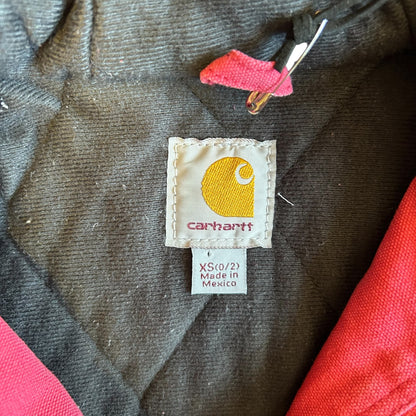 carhartt
XS(0/2)
Made in
Mexico